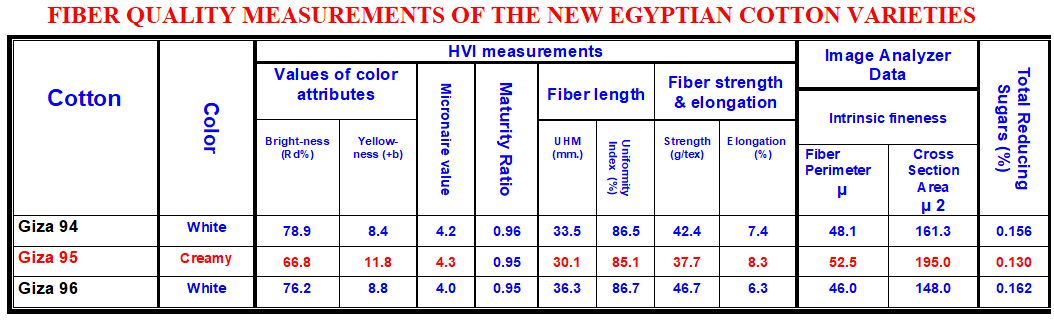 FIBER QUALITY MEASUREMENTS OF THE NEW EGYPTIAN COTTON VARIETIES
Cotton
Color
HVI measurements
Values of color
attributes
Bright-ness
(Rd%)
Yellow-
ness (+b)
Micronaire value
Maturity Ratio
Fiber length
UHM
(mm.)
Uniformity
Index (%)
Fiber strength
& elongation
Strength
(g/tex)
Elongation
(%)
Image Analyzer
Data
Intrinsic fineness
Fiber
Perimeter
µ
Cross
Section
Area
µ 2
Total Reducing
Sugars (%)
Giza 94 White 78.9 8.4 4.2 0.96 33.5 86.5 42.4 7.4 48.1 161.3 0.156
Giza 95 Creamy 66.8 11.8 4.3 0.95 30.1 85.1 37.7 8.3 52.5 195.0 0.130
Giza 96 White 76.2 8.8 4.0 0.95 36.3 86.7 46.7 6.3 46.0 148.0 0.162